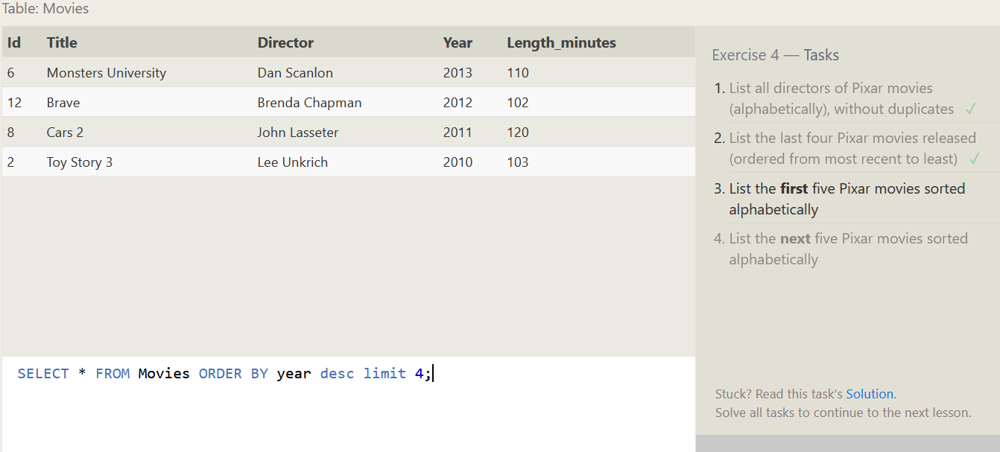 Table: Movies
Id Title Director Year Length_minutes
6 Monsters University Dan Scanlon 2013 110
12 Brave Brenda Chapman 2012 102
8 Cars 2 John Lasseter 2011 120
2 Toy Story 3 Lee Unkrich 2010 103
SELECT * FROM Movies ORDER BY year desc limit 4;
Exercise 4 — Tasks
1. List all directors of Pixar movies
(alphabetically), without duplicates ✓
2. List the last four Pixar movies released
(ordered from most recent to least) ✓
3. List the first five Pixar movies sorted
alphabetically
4. List the next five Pixar movies sorted
alphabetically
Stuck? Read this task's Solution.
Solve all tasks to continue to the next lesson.